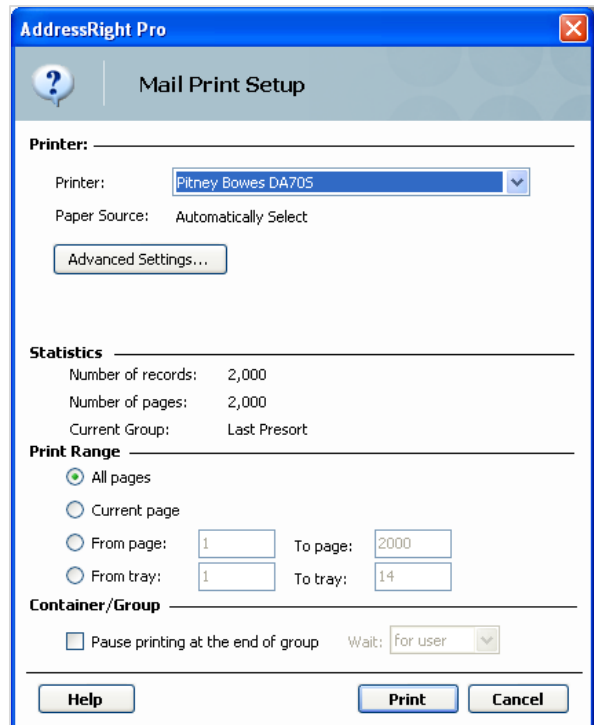 AddressRight Pro
?
Mail Print Setup
Printer:
Printer: Pitney Bowes DA70S
Paper Source: Automatically Select
Advanced Settings...
Statistics
Number of records: 2,000
Number of pages: 2,000
Current Group: Last Presort
Print Range
All pages
Current page
From page: 1 To page: 2000
From tray: 1 To tray: 14
Container/Group
Pause printing at the end of group Wait: for user
Help Print Cancel